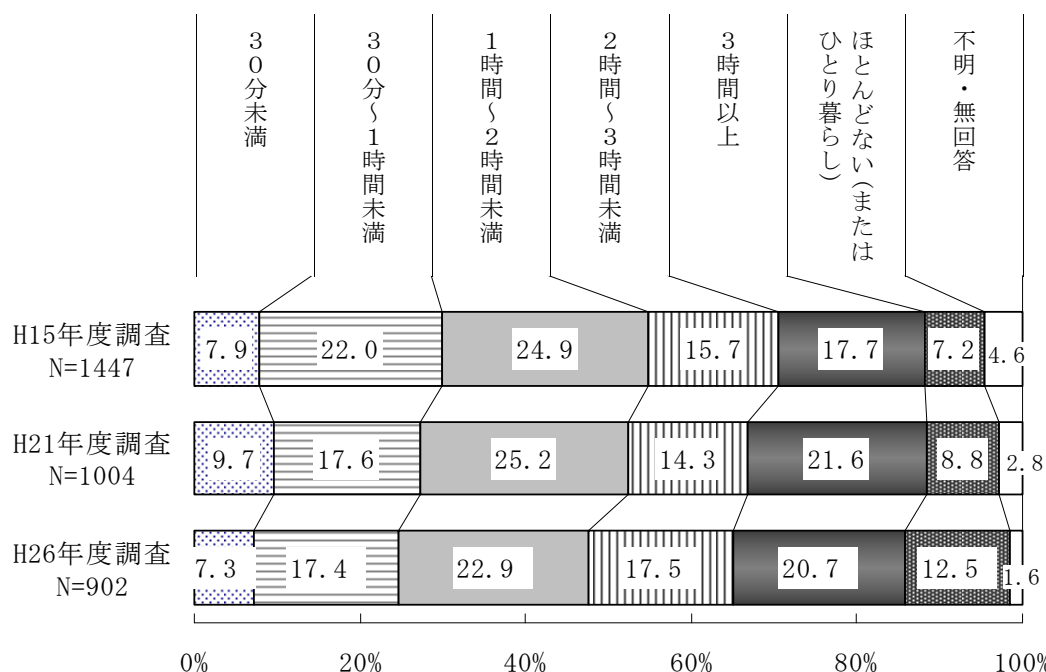 30分未満
30分~1時間未満
1時間~2時間未満
2時間~3時間未満
3時間以上
ほとんどない(または
ひとり暮らし)
不明・無回答
H15年度調査
N=1447
7.9
22.0
24.9
15.7
17.7
7.2
4.6
H21年度調査
N=1004
9.7
17.6
25.2
14.3
21.6
8.8
2.8
H26年度調査
N=902
7.3
17.4
22.9
17.5
20.7
12.5
1.6
0%
20%
40%
60%
80%
100%